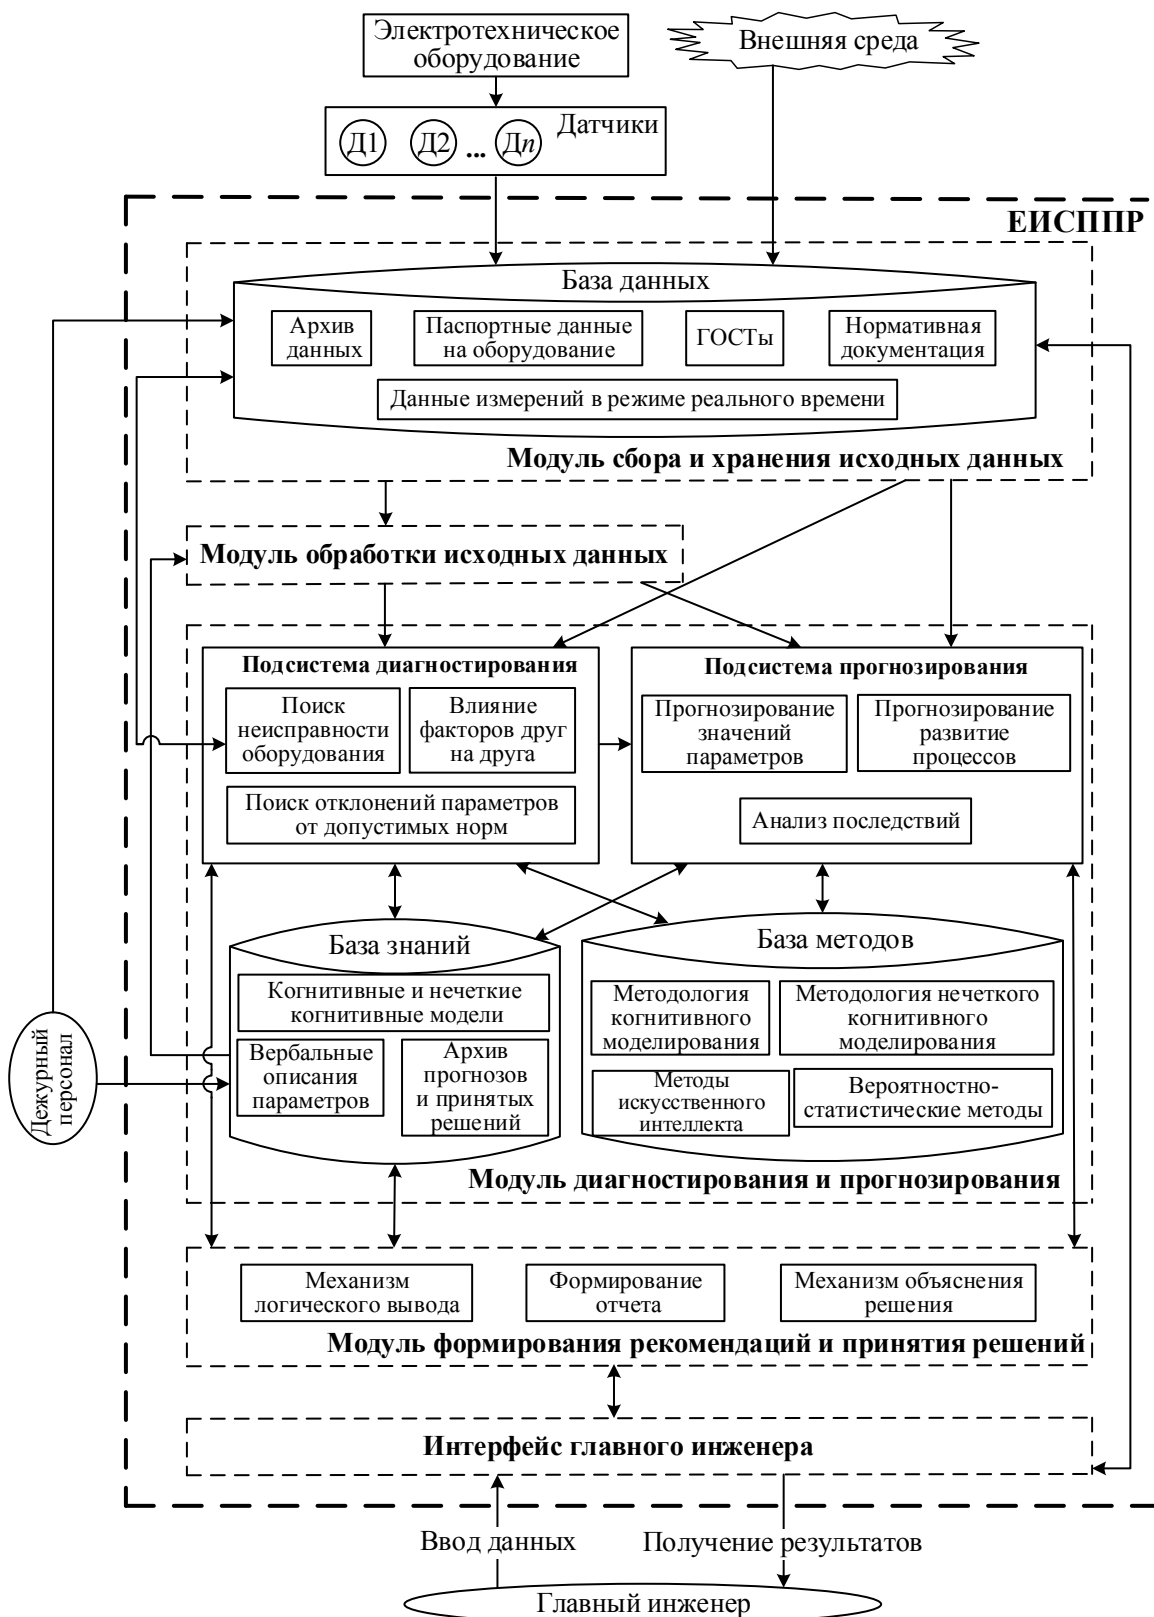 Электротехническое
оборудование
Внешняя среда
Датчики
Д1 Д2 ... Дn
ЕИСППР
База данных
Архив
данных
Паспортные данные
на оборудование
ГОСТы
Нормативная
документация
Данные измерений в режиме реального времени
Модуль сбора и хранения исходных данных
Модуль обработки исходных данных
Подсистема диагностирования
Поиск
неисправности
оборудования
Влияние
факторов друг
на друга
Поиск отклонений параметров
от допустимых норм
Подсистема прогнозирования
Прогнозирование
значений
параметров
Прогнозирование
развитие
процессов
Анализ последствий
База знаний
Когнитивные и нечеткие
когнитивные модели
Вербальные
описания
параметров
Архив
прогнозов
и принятых
решений
База методов
Методология
когнитивного
моделирования
Методология нечеткого
когнитивного
моделирования
Методы
искусственного
интеллекта
Вероятностно-
статистические методы
Дежурный
персонал
Модуль диагностирования и прогнозирования
Механизм
логического вывода
Формирование
отчета
Механизм объяснения
решения
Модуль формирования рекомендаций и принятия решений
Интерфейс главного инженера
Ввод данных
Получение результатов
Главный инженер